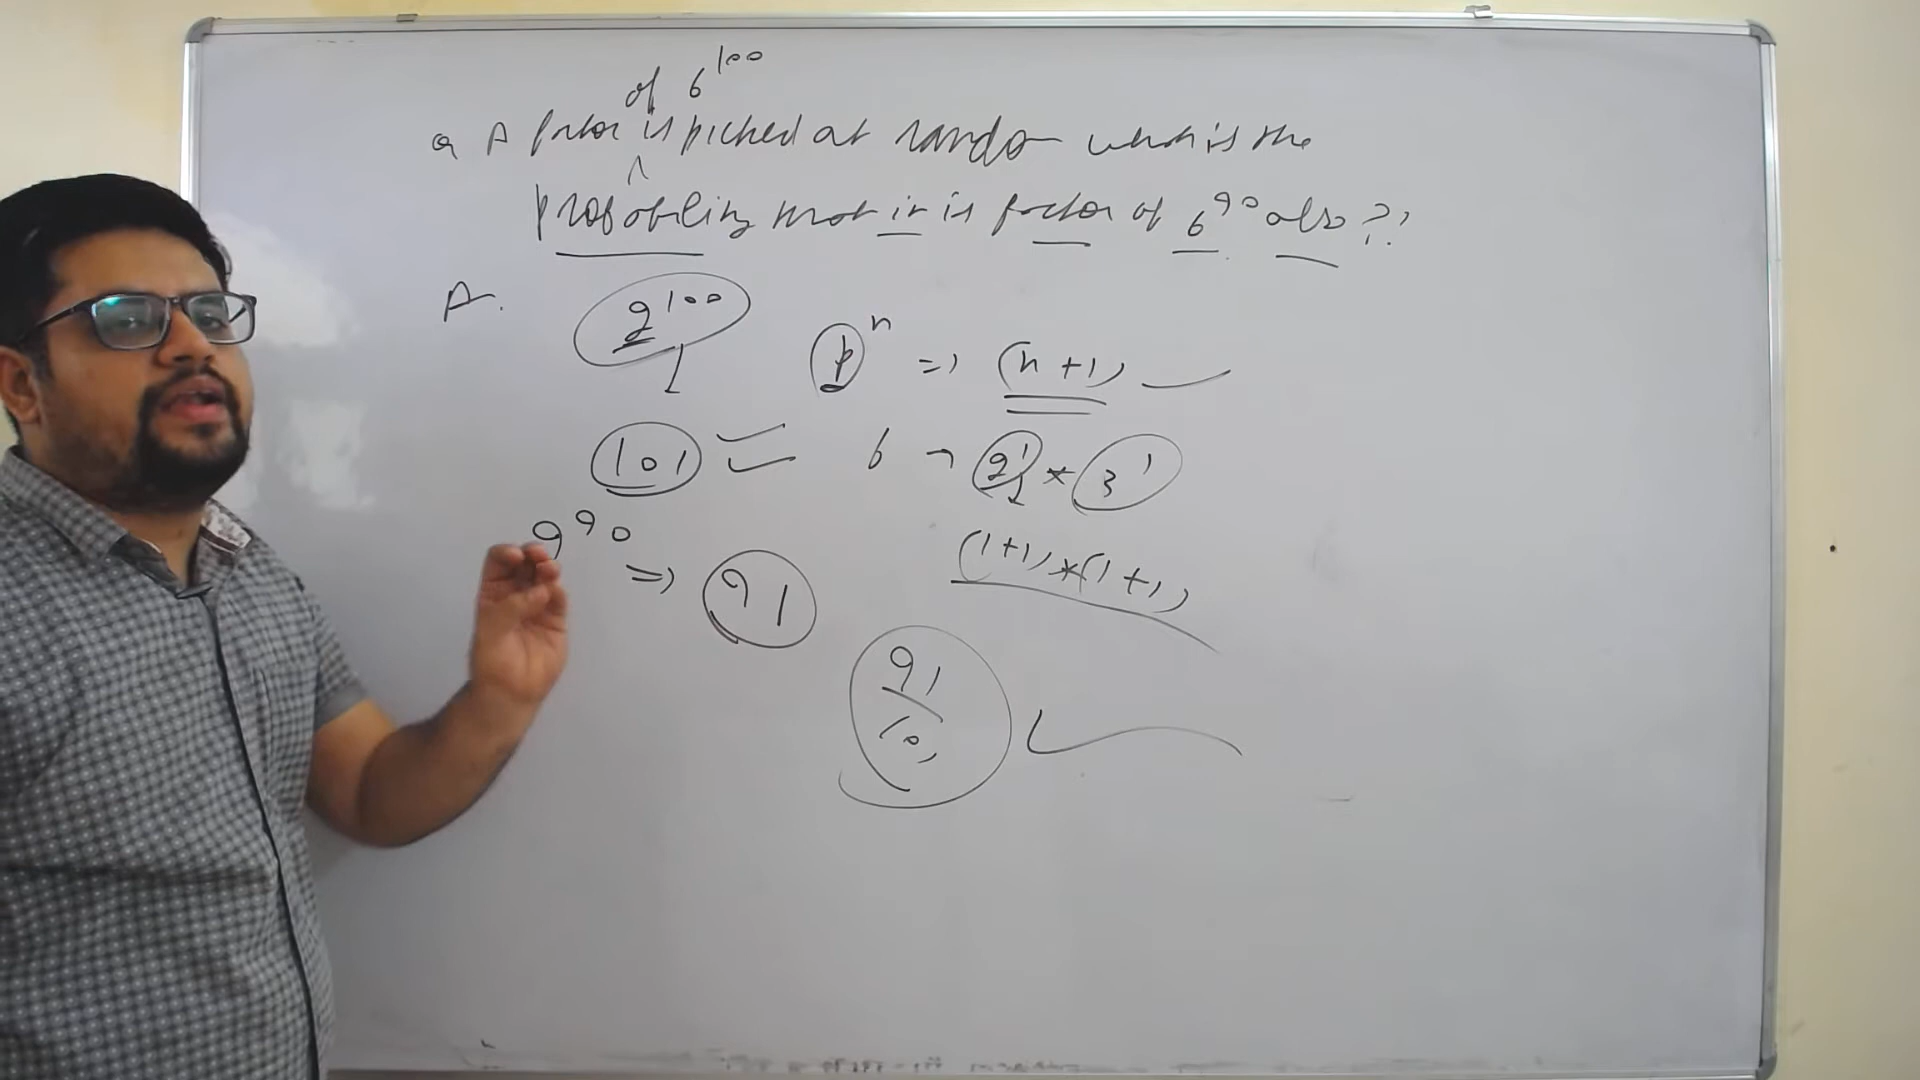 of 6^100
Q A factor is picked at random what is the
probability that it is factor of 6^90 also ??
A. 2^100
p^n => (n+1)
101 6 → 2^1 * 3^1
2^90 => 91
(1+1)*(1+1)
91
101